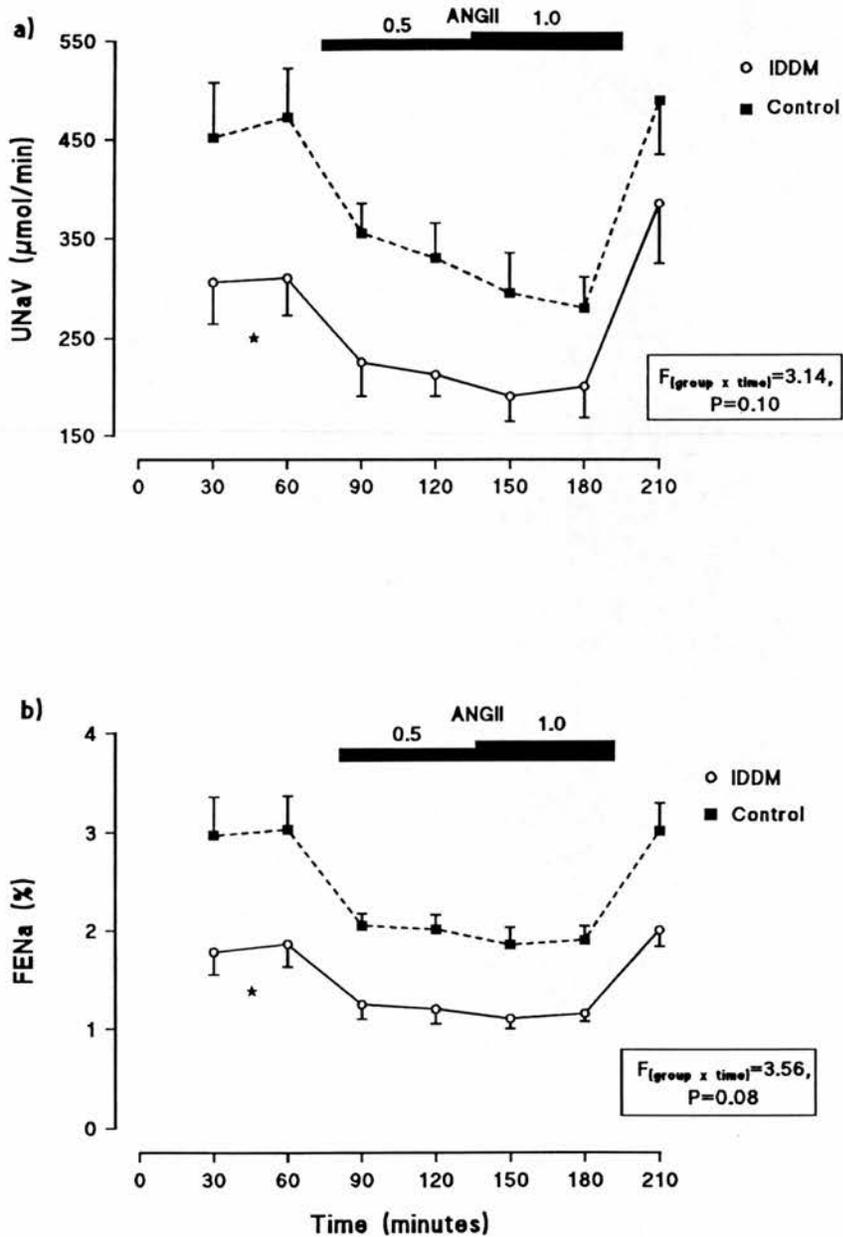 a)
ANGII
0.5 1.0
IDDM
Control
550
450
350
250
150
UNaV (μmol/min)
★
F(group x time)=3.14,
P=0.10
0 30 60 90 120 150 180 210
b)
ANGII
0.5 1.0
IDDM
Control
4
3
2
1
0
FENa (%)
★
F(group x time)=3.56,
P=0.08
0 30 60 90 120 150 180 210
Time (minutes)